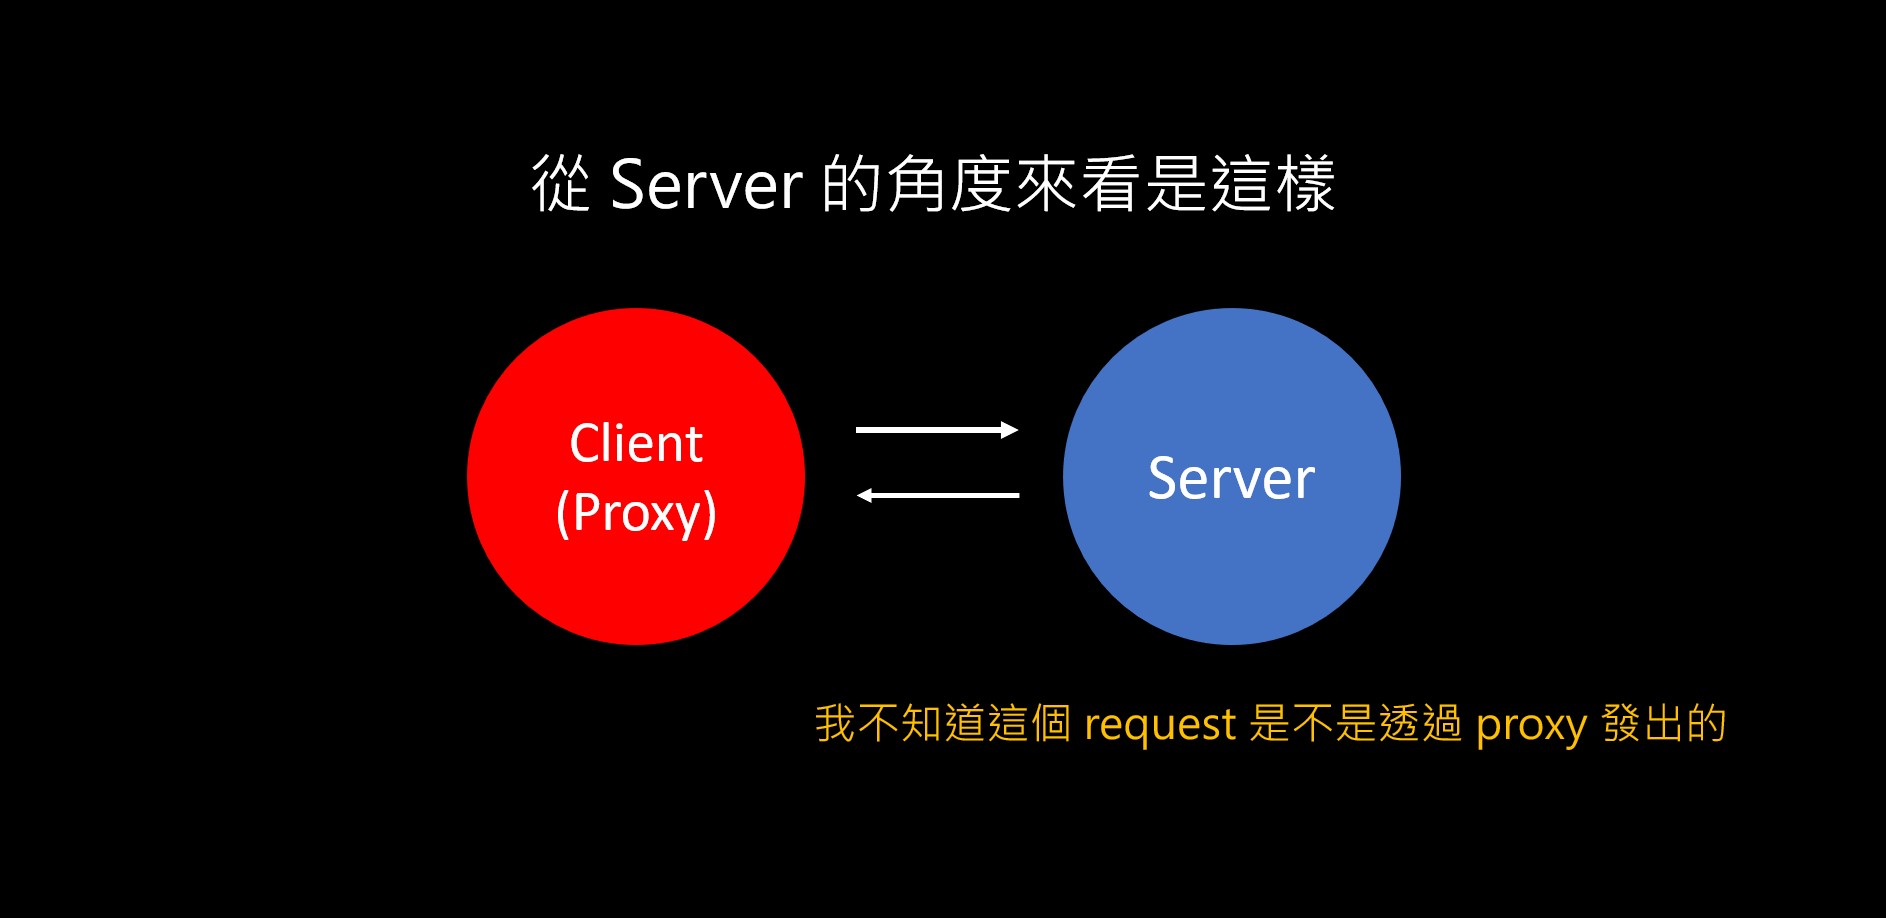 從 Server 的角度來看是這樣
Client
(Proxy)
Server
我不知道這個 request 是不是透過 proxy 發出的